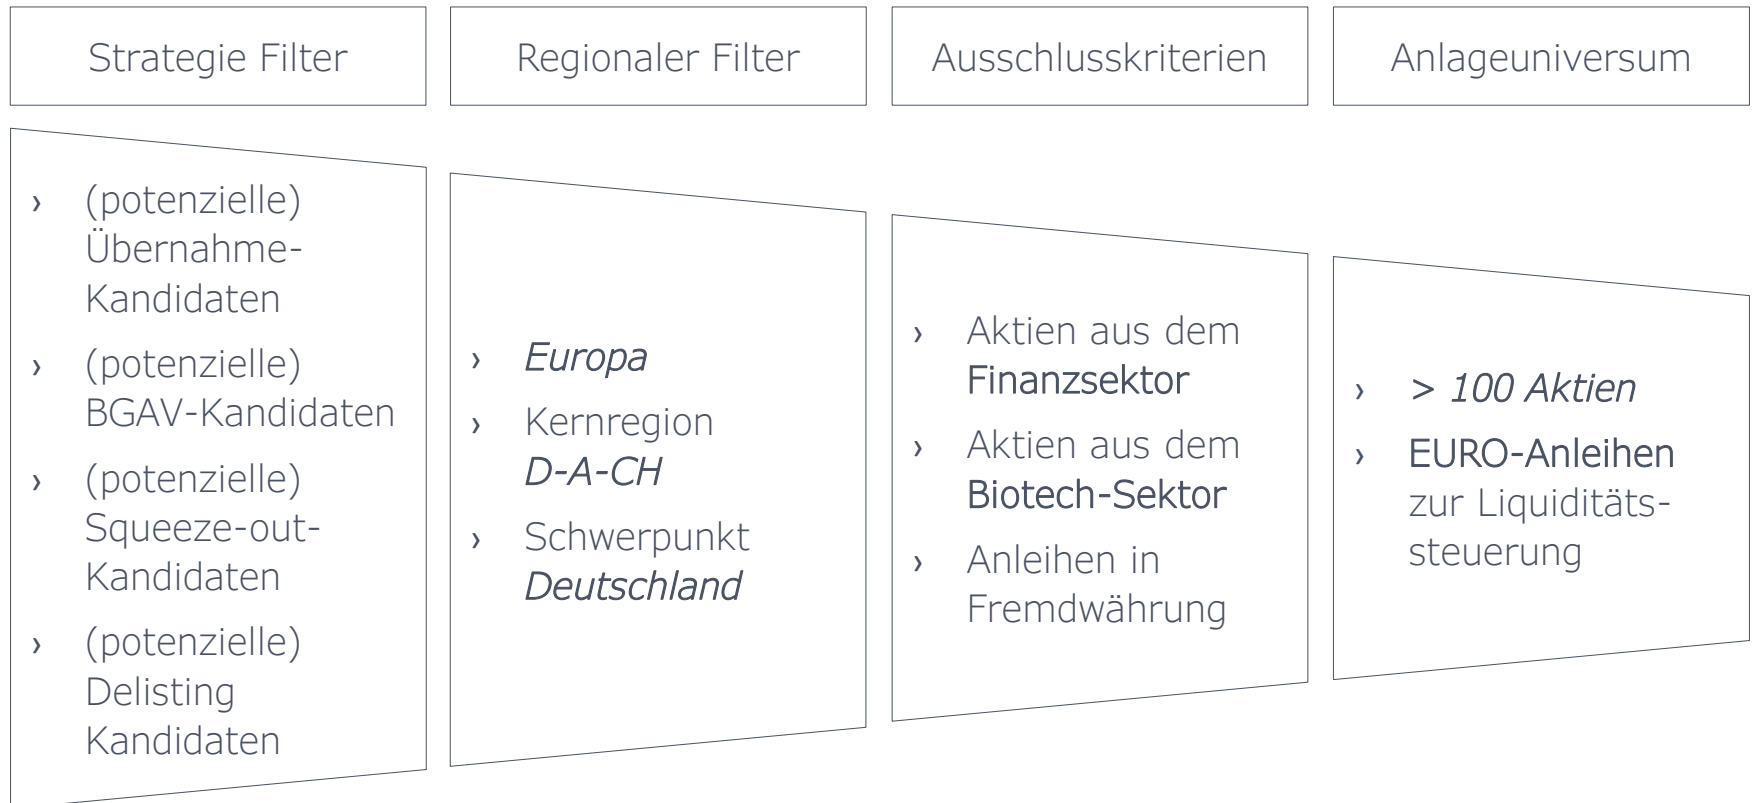 Strategie Filter
Regionaler Filter
Ausschlusskriterien
Anlageuniversum
› (potenzielle)
Übernahme-
Kandidaten
› (potenzielle)
BGAV-Kandidaten
› (potenzielle)
Squeeze-out-
Kandidaten
› (potenzielle)
Delisting
Kandidaten
› Europa
› Kernregion
D-A-CH
› Schwerpunkt
Deutschland
› Aktien aus dem
Finanzsektor
› Aktien aus dem
Biotech-Sektor
› Anleihen in
Fremdwährung
› > 100 Aktien
› EURO-Anleihen
zur Liquiditäts-
steuerung